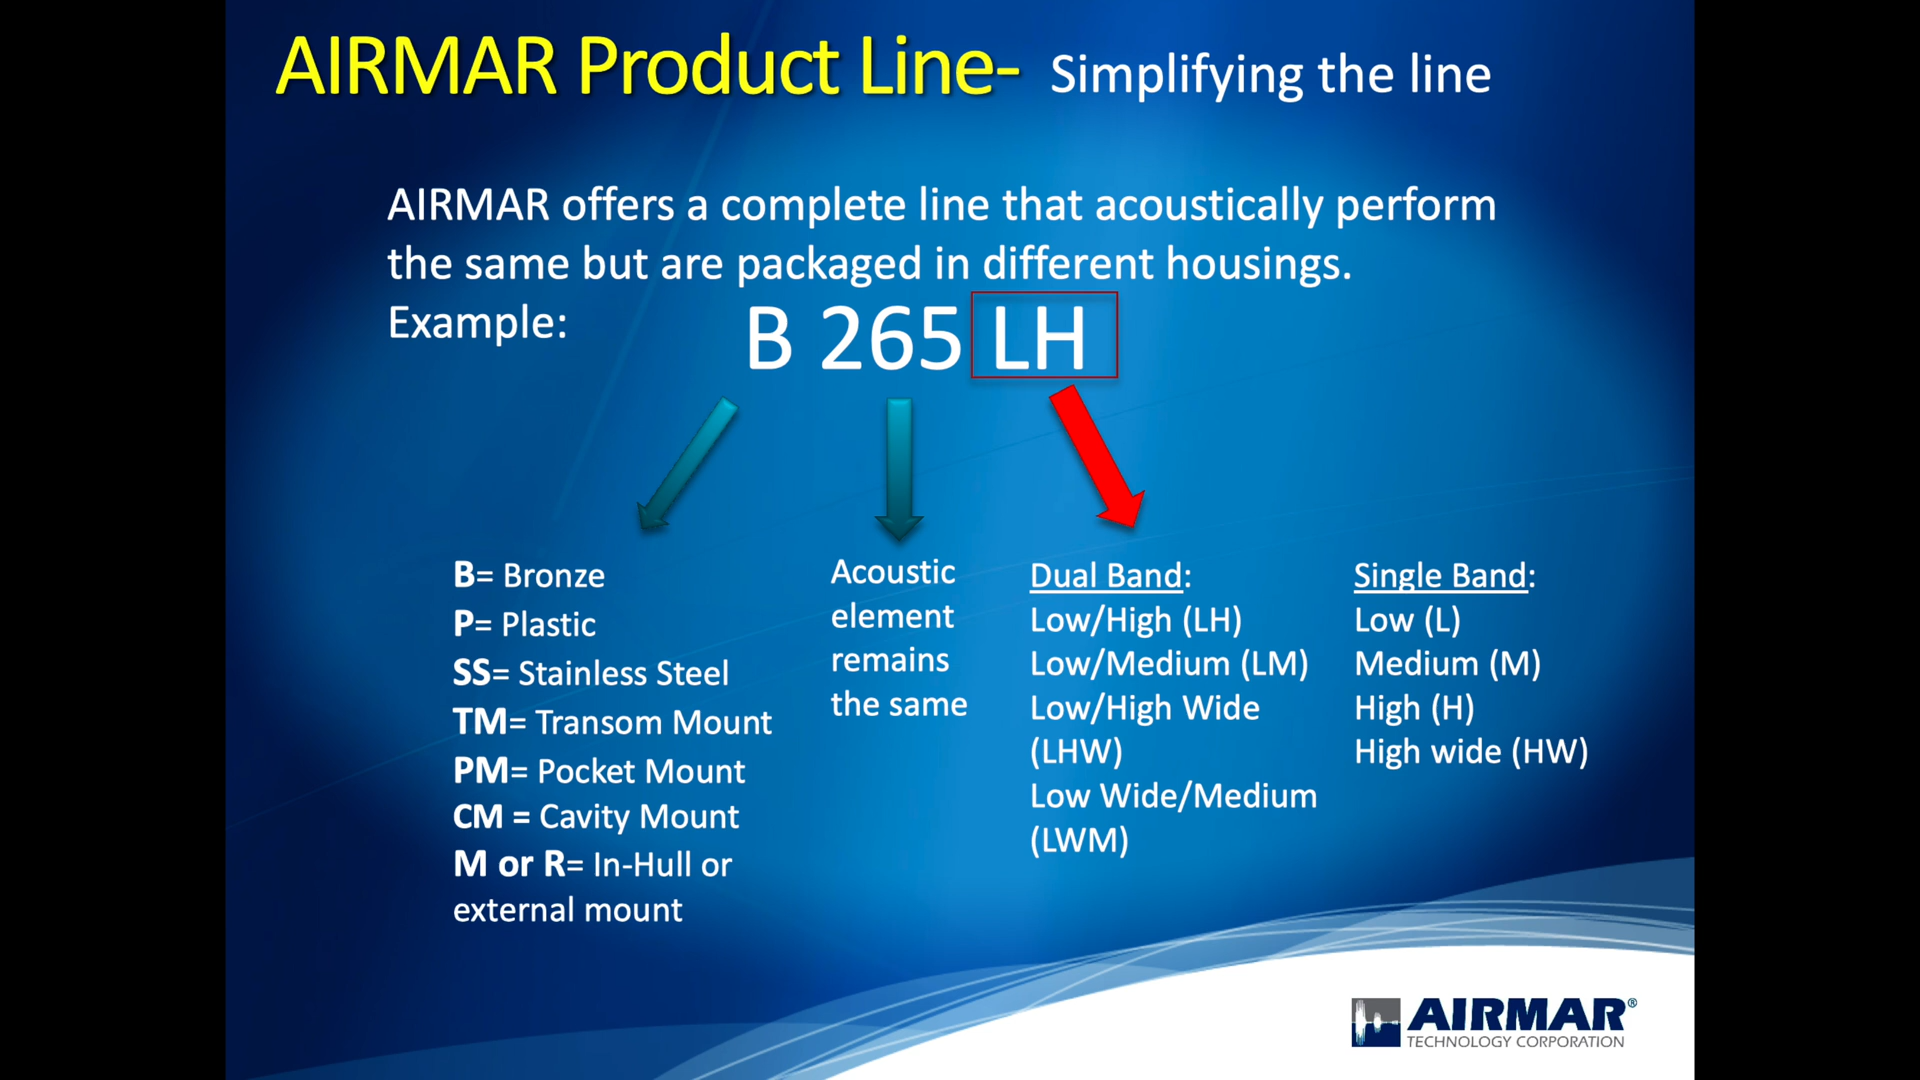 AIRMAR Product Line- Simplifying the line
AIRMAR offers a complete line that acoustically perform
the same but are packaged in different housings.
Example:
B 265 LH
B= Bronze
P= Plastic
SS= Stainless Steel
TM= Transom Mount
PM= Pocket Mount
CM = Cavity Mount
M or R= In-Hull or
external mount
Acoustic
element
remains
the same
Dual Band:
Low/High (LH)
Low/Medium (LM)
Low/High Wide
(LHW)
Low Wide/Medium
(LWM)
Single Band:
Low (L)
Medium (M)
High (H)
High wide (HW)
AIRMAR®
TECHNOLOGY CORPORATION